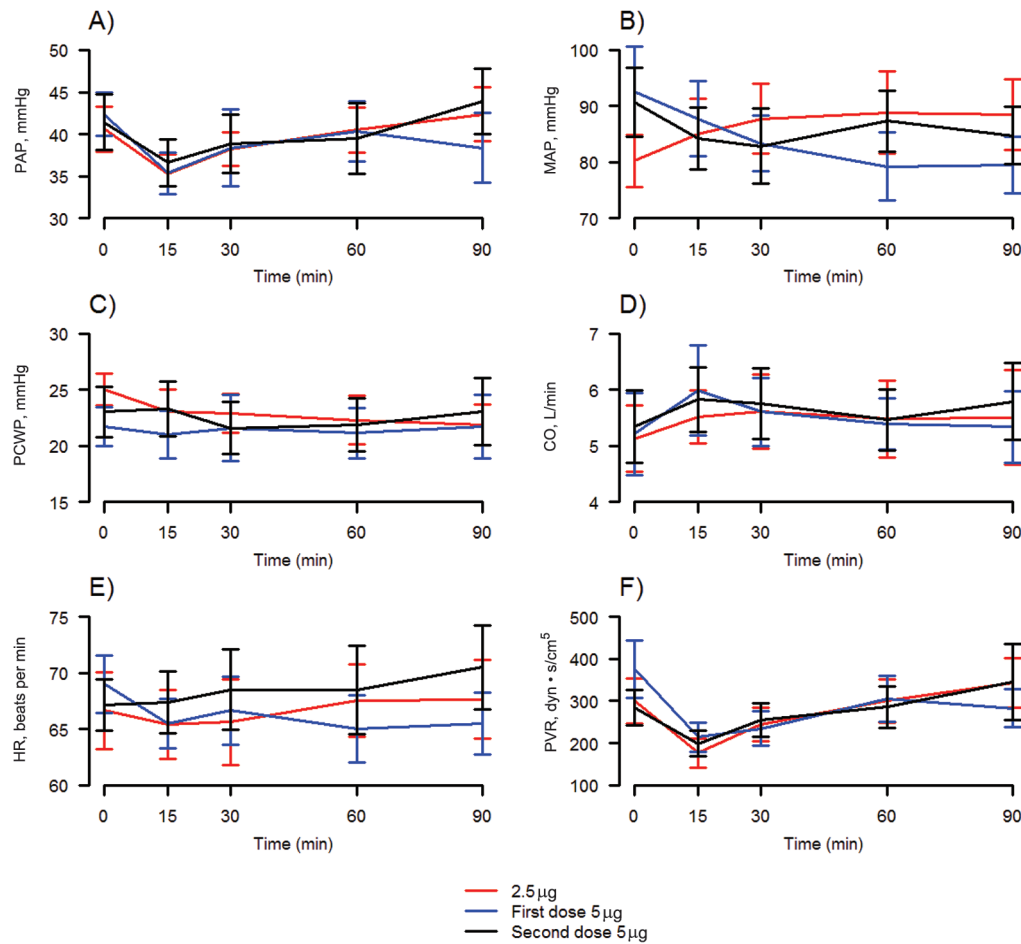 A)
PAP, mmHg
50
45
40
35
30
0 15 30 60 90
Time (min)
B)
MAP, mmHg
100
90
80
70
0 15 30 60 90
Time (min)
C)
PCWP, mmHg
30
25
20
15
0 15 30 60 90
Time (min)
D)
CO, L/min
7
6
5
4
0 15 30 60 90
Time (min)
E)
HR, beats per min
75
70
65
60
0 15 30 60 90
Time (min)
F)
PVR, dyn • s/cm⁵
500
400
300
200
100
0 15 30 60 90
Time (min)
2.5µg
First dose 5µg
Second dose 5µg